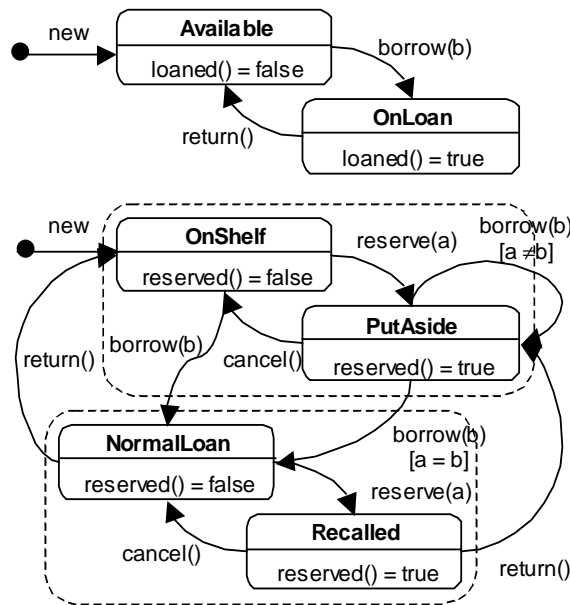 new
Available
loaned() = false
borrow(b)
return()
OnLoan
loaned() = true
new
OnShelf
reserved() = false
reserve(a)
borrow(b)
[a ≠b]
PutAside
reserved() = true
cancel()
borrow(b)
return()
NormalLoan
reserved() = false
borrow(b)
[a = b]
reserve(a)
Recalled
reserved() = true
cancel()
return()